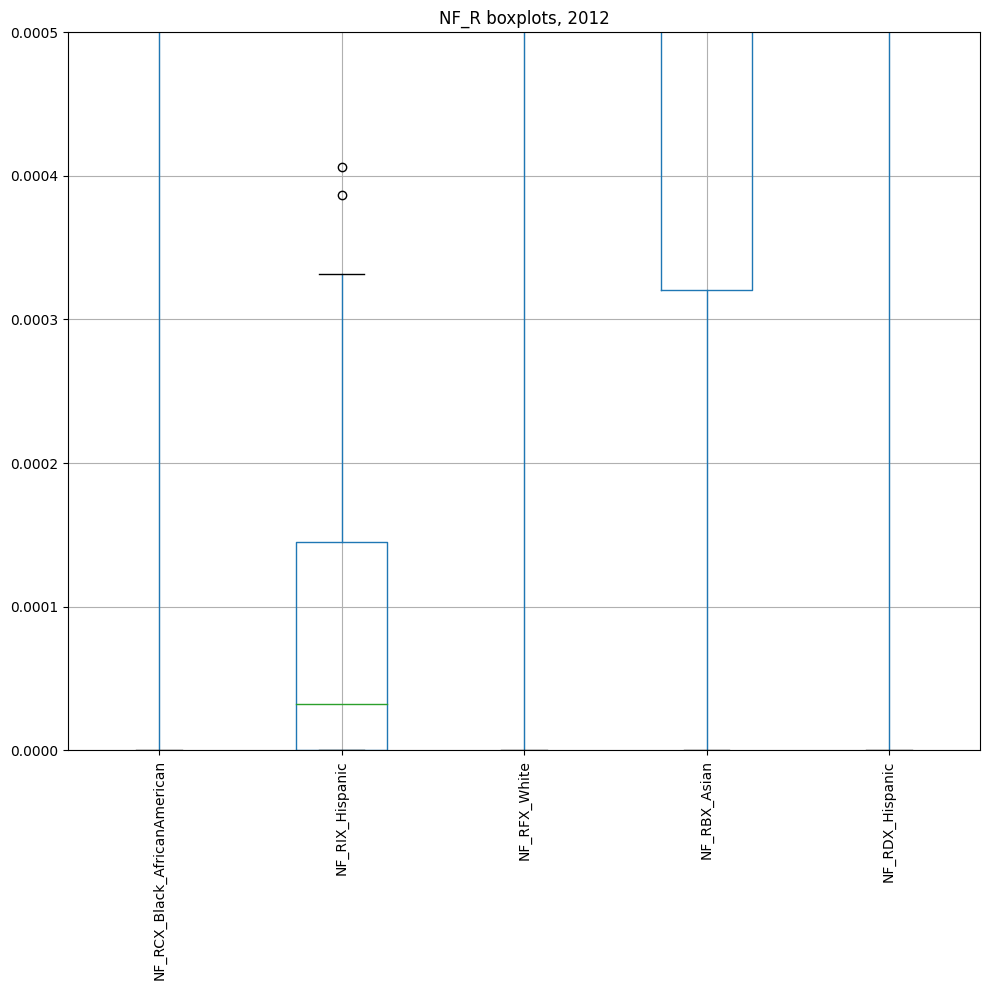 NF_R boxplots, 2012
0.0005
0.0004
0.0003
0.0002
0.0001
0.0000
NF_RCX_Black_AfricanAmerican
NF_RIX_Hispanic
NF_RFX_White
NF_RBX_Asian
NF_RDX_Hispanic